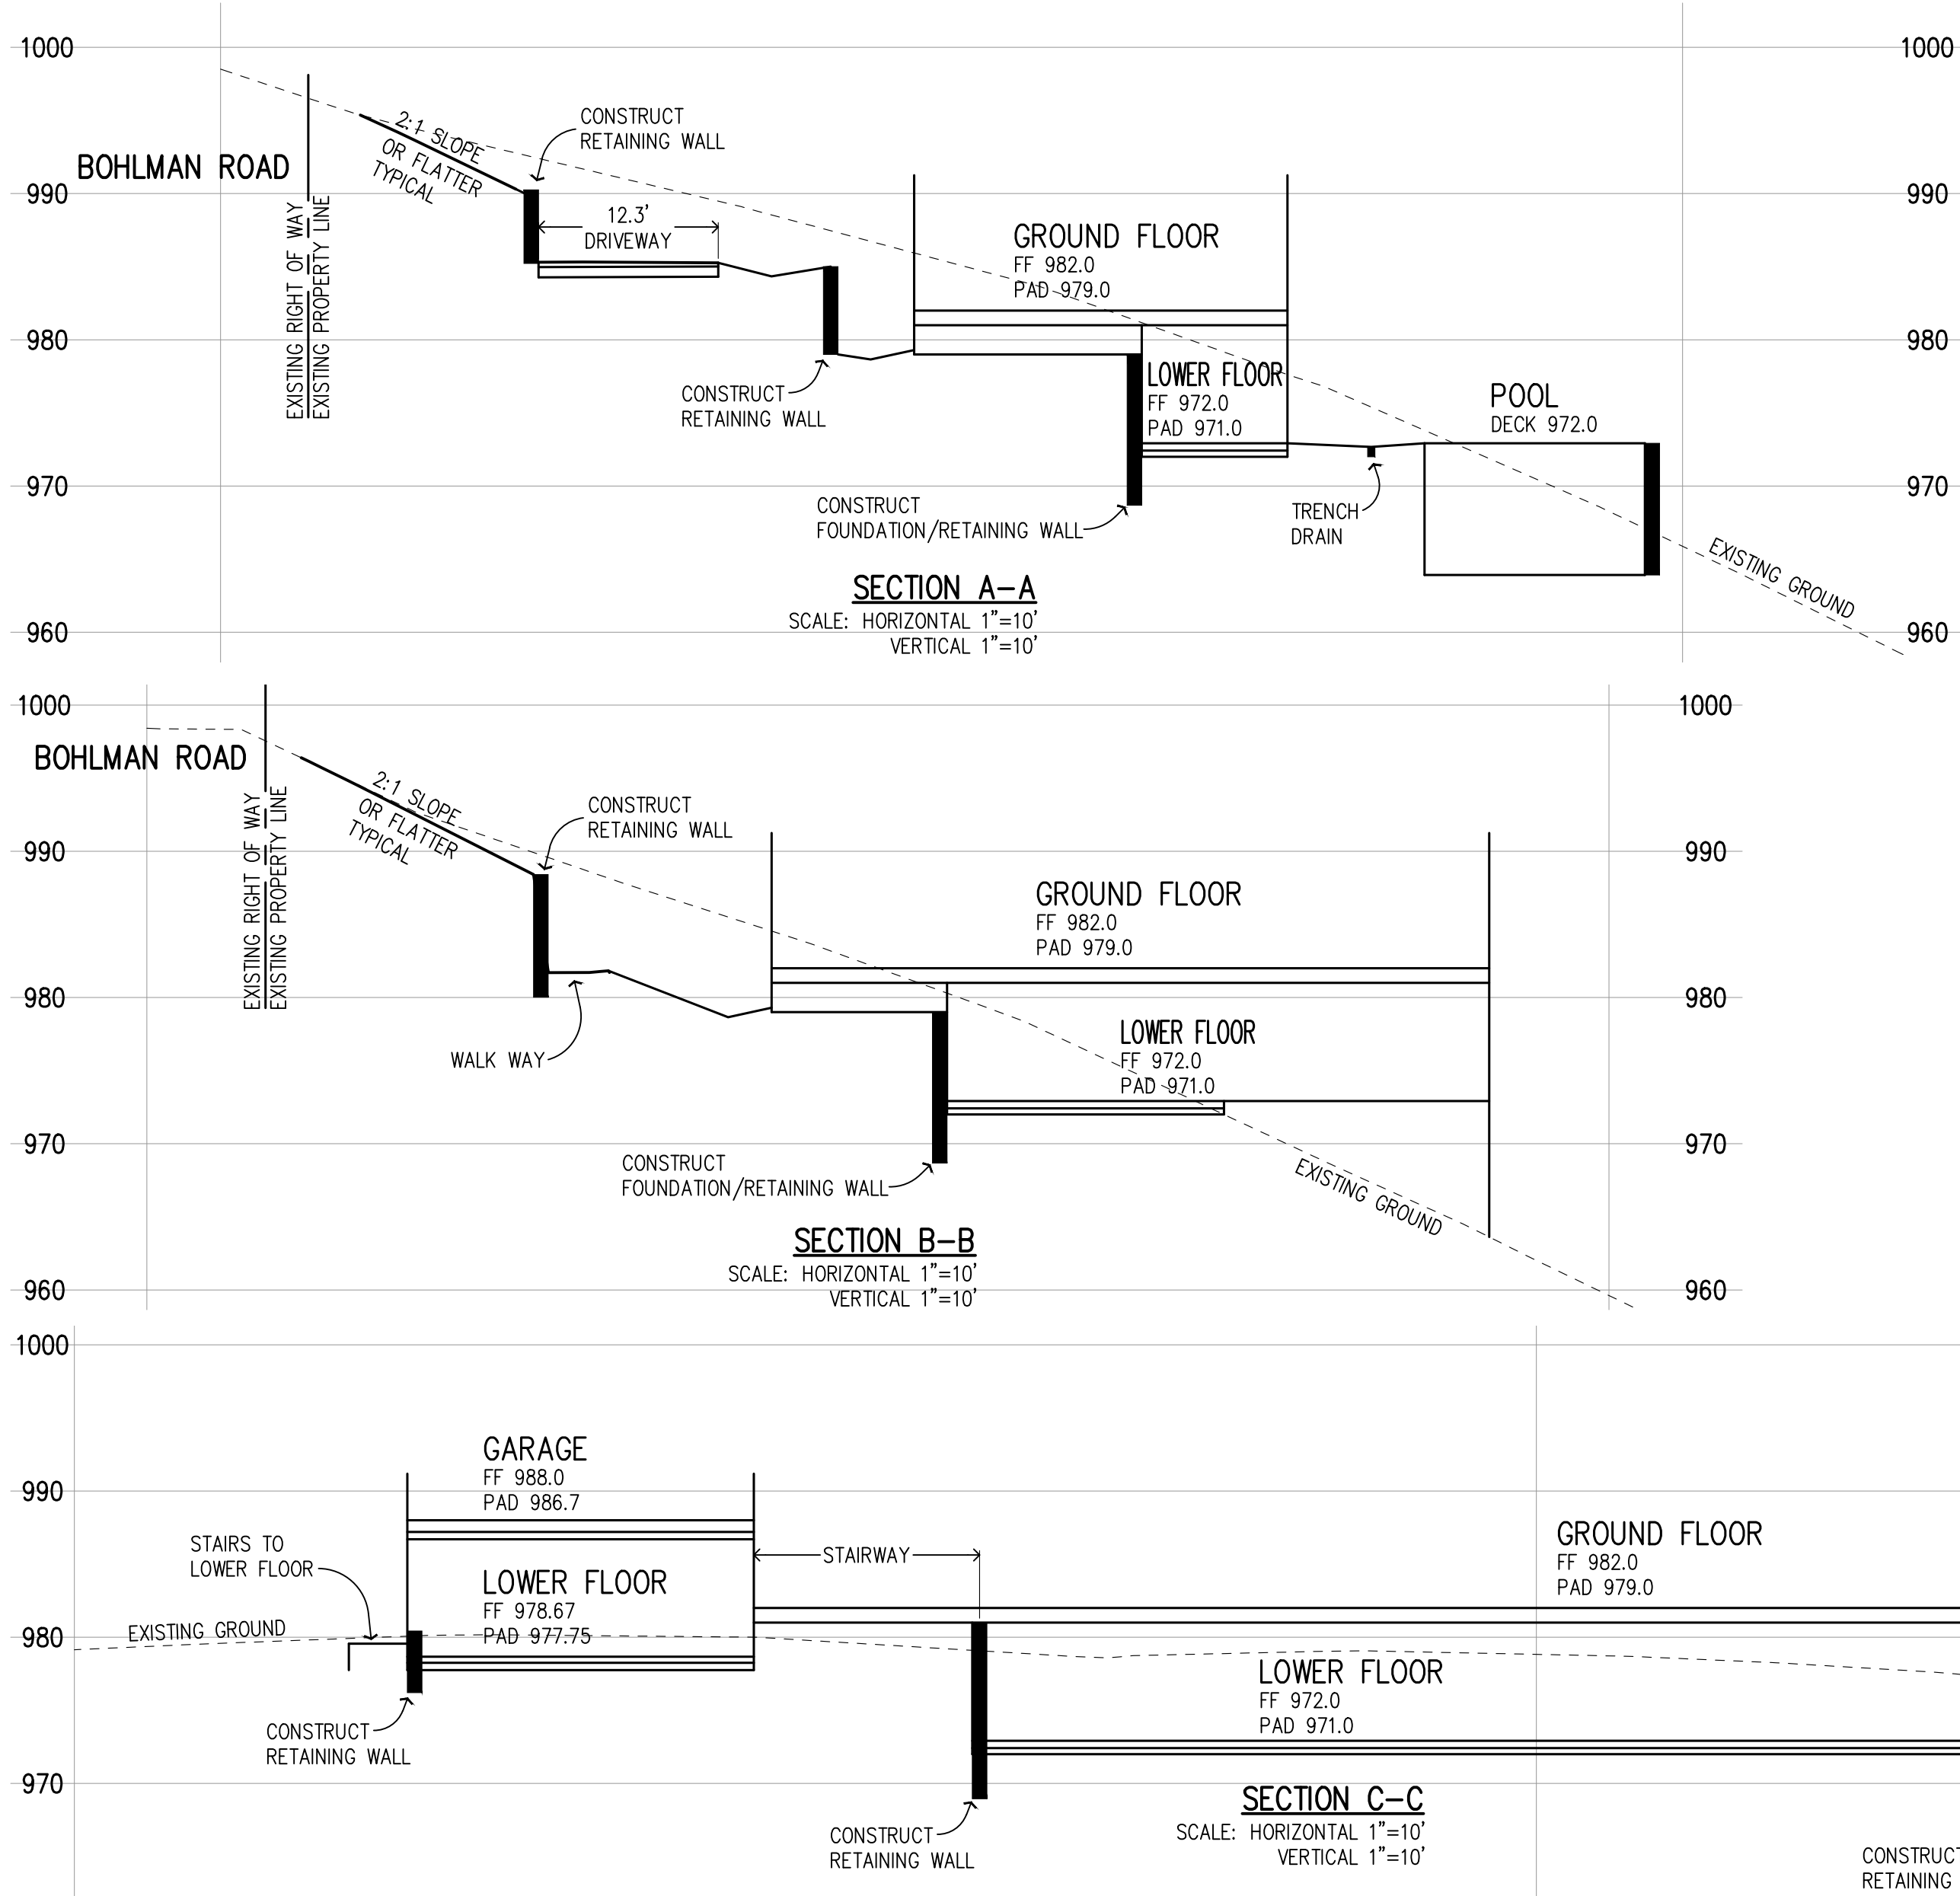 1000
1000
CONSTRUCT
RETAINING WALL
2:1 SLOPE
OR FLATTER
TYPICAL
BOHLMAN ROAD
990
990
EXISTING RIGHT OF WAY
EXISTING PROPERTY LINE
12.3'
DRIVEWAY
GROUND FLOOR
FF 982.0
PAD 979.0
980
980
LOWER FLOOR
FF 972.0
PAD 971.0
CONSTRUCT
RETAINING WALL
POOL
DECK 972.0
970
970
CONSTRUCT
FOUNDATION/RETAINING WALL
TRENCH
DRAIN
EXISTING GROUND
SECTION A-A
SCALE: HORIZONTAL 1"=10'
VERTICAL 1"=10'
960
960
1000
1000
BOHLMAN ROAD
2:1 SLOPE
OR FLATTER
TYPICAL
CONSTRUCT
RETAINING WALL
EXISTING RIGHT OF WAY
EXISTING PROPERTY LINE
990
990
GROUND FLOOR
FF 982.0
PAD 979.0
980
980
WALK WAY
LOWER FLOOR
FF 972.0
PAD 971.0
970
970
CONSTRUCT
FOUNDATION/RETAINING WALL
EXISTING GROUND
SECTION B-B
SCALE: HORIZONTAL 1"=10'
VERTICAL 1"=10'
960
960
1000
GARAGE
FF 988.0
PAD 986.7
990
STAIRS TO
LOWER FLOOR
STAIRWAY
GROUND FLOOR
FF 982.0
PAD 979.0
LOWER FLOOR
FF 978.67
PAD 977.75
EXISTING GROUND
980
LOWER FLOOR
FF 972.0
PAD 971.0
CONSTRUCT
RETAINING WALL
970
SECTION C-C
SCALE: HORIZONTAL 1"=10'
VERTICAL 1"=10'
CONSTRUCT
RETAINING WALL
CONSTRUCT
RETAINING